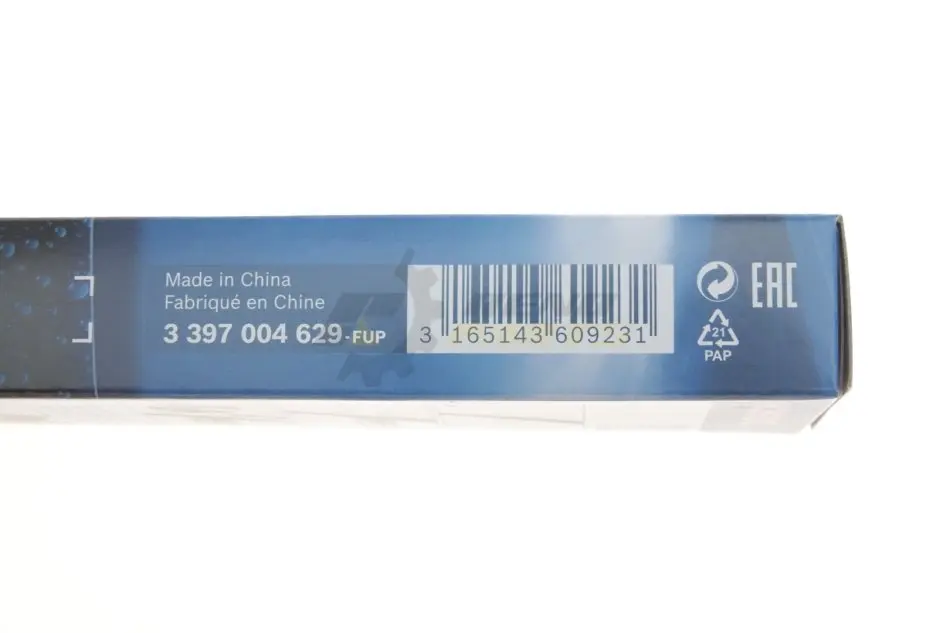 Made in China
Fabriqué en Chine
3 397 004 629-FUP
3 165143 609231
EAC
21
PAP